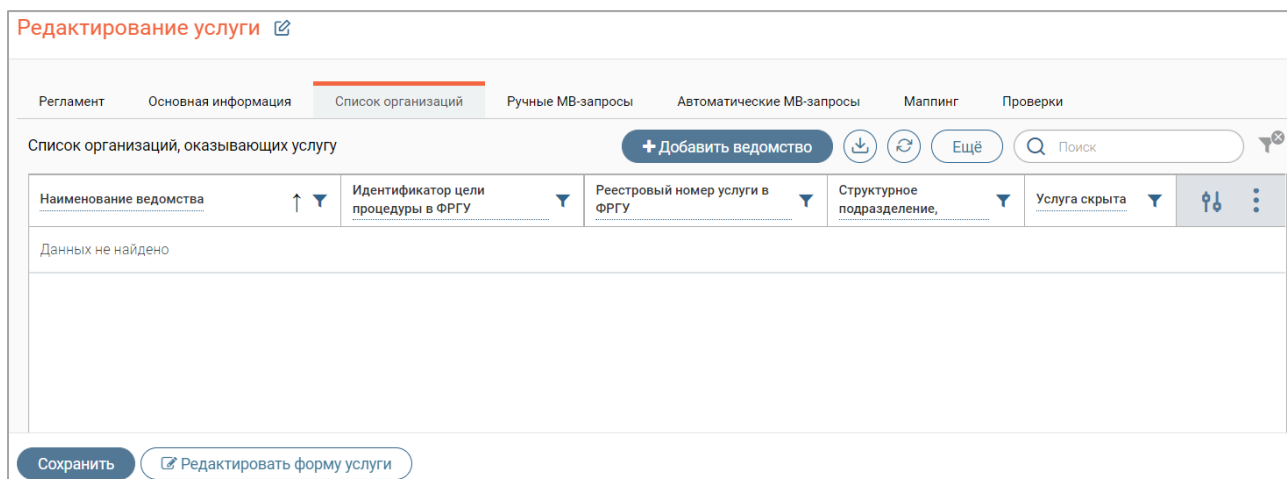 Редактирование услуги
Регламент Основная информация Список организаций Ручные МВ-запросы Автоматические МВ-запросы Маппинг Проверки
Список организаций, оказывающих услугу + Добавить ведомство Ещё Поиск
Наименование ведомства Идентификатор цели процедуры в ФРГУ Реестровый номер услуги в ФРГУ Структурное подразделение, Услуга скрыта
Данных не найдено
Сохранить Редактировать форму услуги